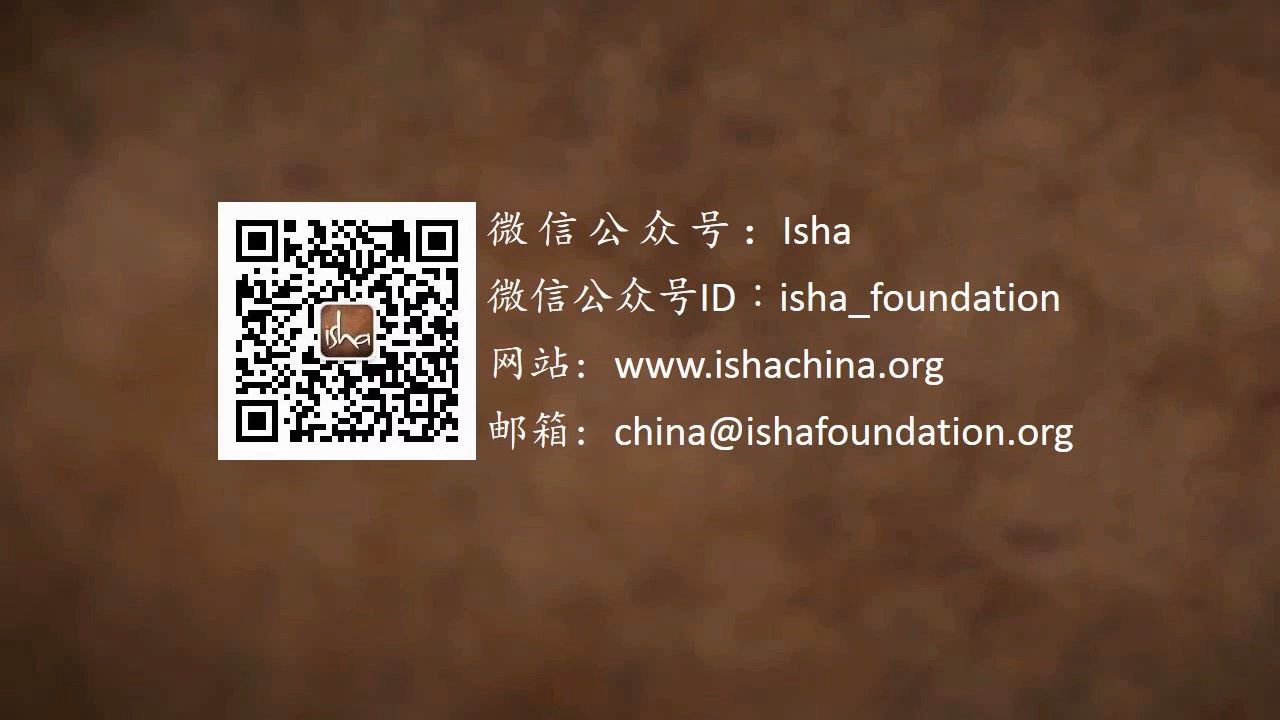 微信公众号：Isha
微信公众号ID：isha_foundation
网站：www.ishachina.org
邮箱：china@ishafoundation.org
isha